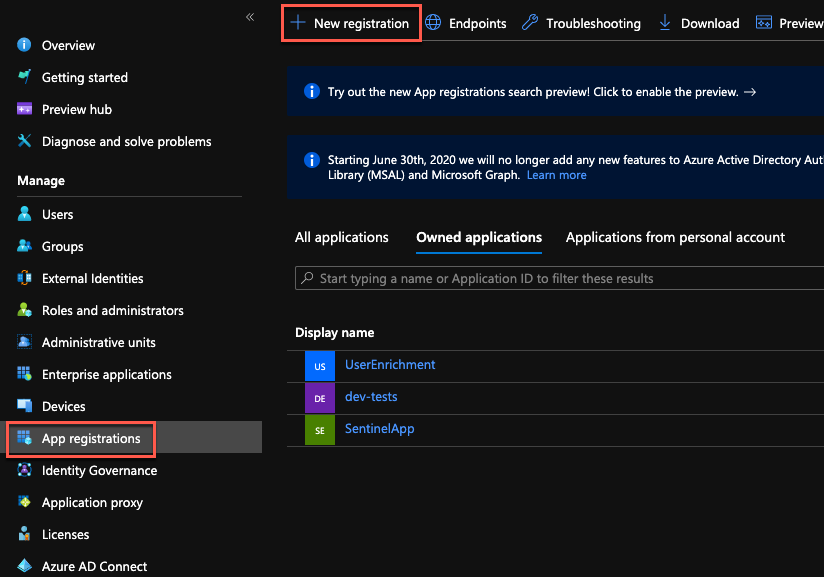 «
Overview
Getting started
Preview hub
Diagnose and solve problems
Manage
Users
Groups
External Identities
Roles and administrators
Administrative units
Enterprise applications
Devices
App registrations
Identity Governance
Application proxy
Licenses
Azure AD Connect
New registration Endpoints Troubleshooting Download Preview
Try out the new App registrations search preview! Click to enable the preview. →
Starting June 30th, 2020 we will no longer add any new features to Azure Active Directory Aut
Library (MSAL) and Microsoft Graph. Learn more
All applications Owned applications Applications from personal account
Start typing a name or Application ID to filter these results
Display name
US UserEnrichment
DE dev-tests
SE SentinelApp